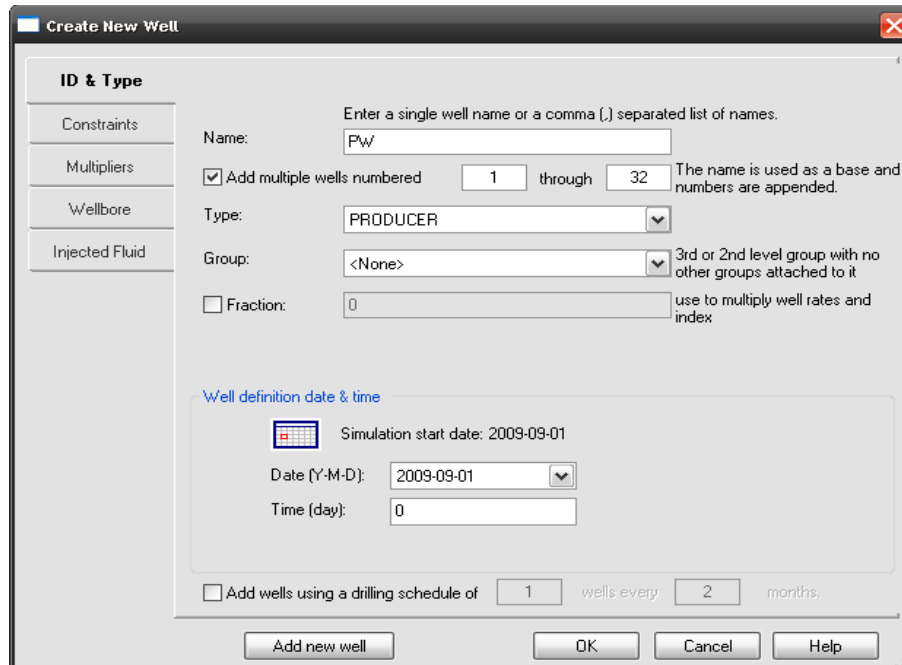 Create New Well
ID & Type
Constraints
Multipliers
Wellbore
Injected Fluid
Enter a single well name or a comma (,) separated list of names.
Name: PW
Add multiple wells numbered 1 through 32 The name is used as a base and
numbers are appended.
Type: PRODUCER
Group: <None> 3rd or 2nd level group with no
other groups attached to it
Fraction: 0 use to multiply well rates and
index
Well definition date & time
Simulation start date: 2009-09-01
Date (Y-M-D): 2009-09-01
Time (day): 0
Add wells using a drilling schedule of 1 wells every 2 months.
Add new well OK Cancel Help